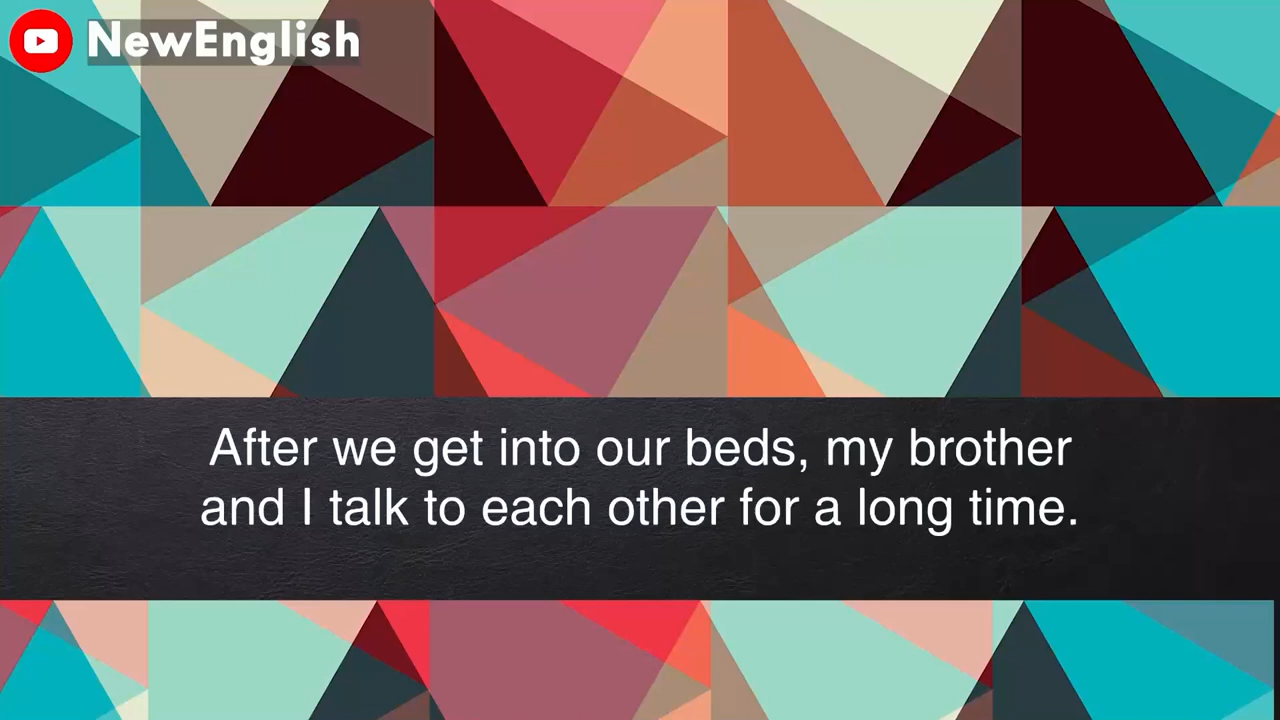 NewEnglish
After we get into our beds, my brother
and I talk to each other for a long time.